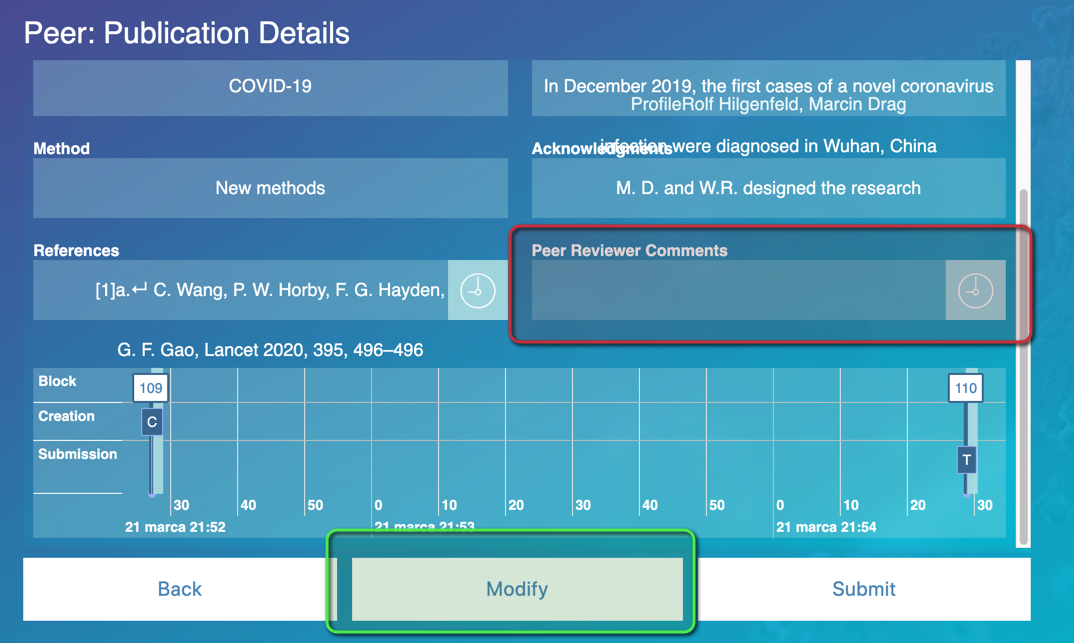 Peer: Publication Details
COVID-19
In December 2019, the first cases of a novel coronavirus
ProfileRolf Hilgenfeld, Marcin Drag
infection were diagnosed in Wuhan, China
Method
Acknowledgments
New methods
M. D. and W.R. designed the research
References
Peer Reviewer Comments
[1]a.↵ C. Wang, P. W. Horby, F. G. Hayden,
G. F. Gao, Lancet 2020, 395, 496–496
Block
109
110
Creation
C
Submission
T
30 40 50 0 10 20 30 40 50 0 10 20 30
21 marca 21:52 21 marca 21:53 21 marca 21:54
Back
Modify
Submit